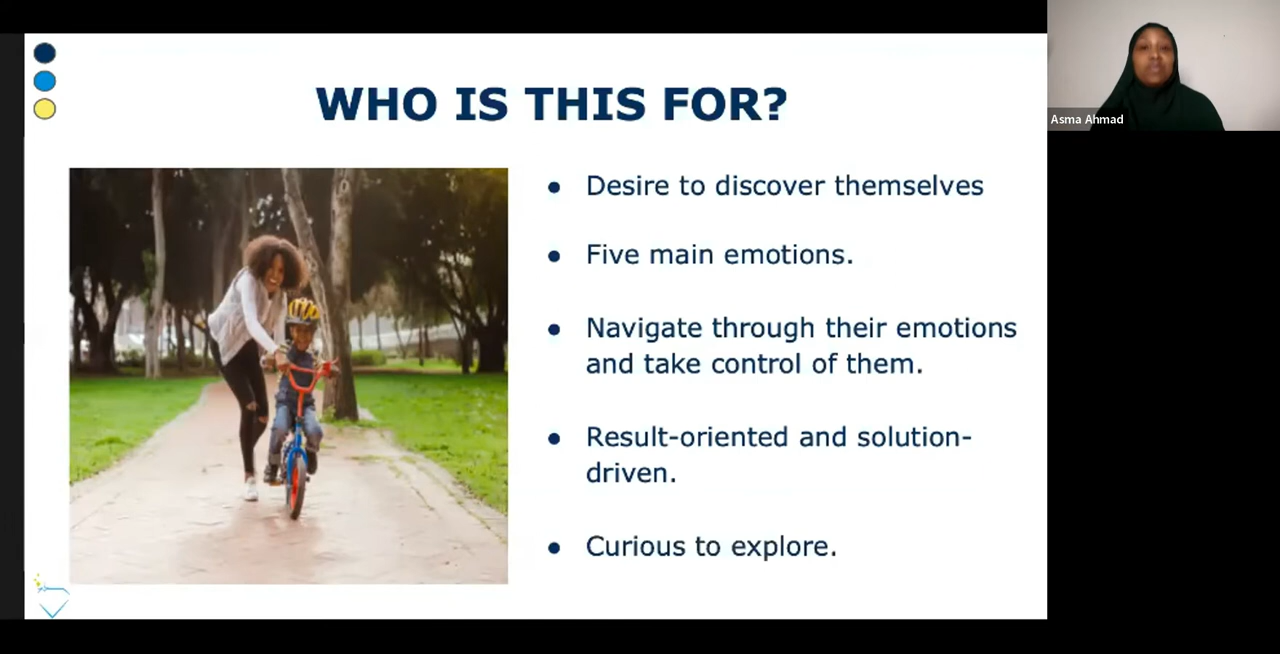 WHO IS THIS FOR?
Asma Ahmad
● Desire to discover themselves
● Five main emotions.
● Navigate through their emotions
and take control of them.
● Result-oriented and solution-
driven.
● Curious to explore.